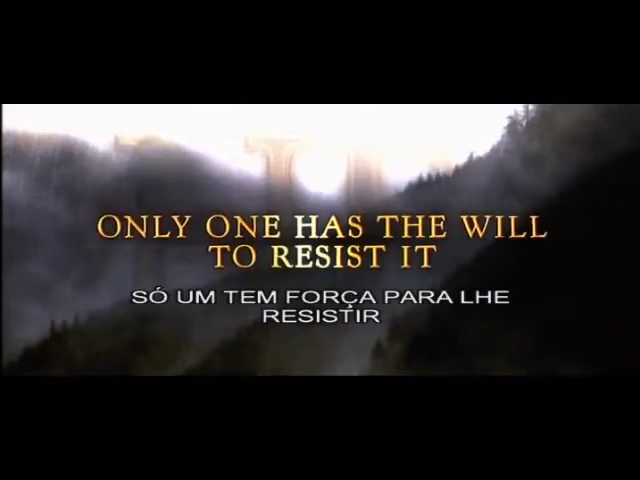 ONLY ONE HAS THE WILL
TO RESIST IT
SÓ UM TEM FORÇA PARA LHE
RESISTIR